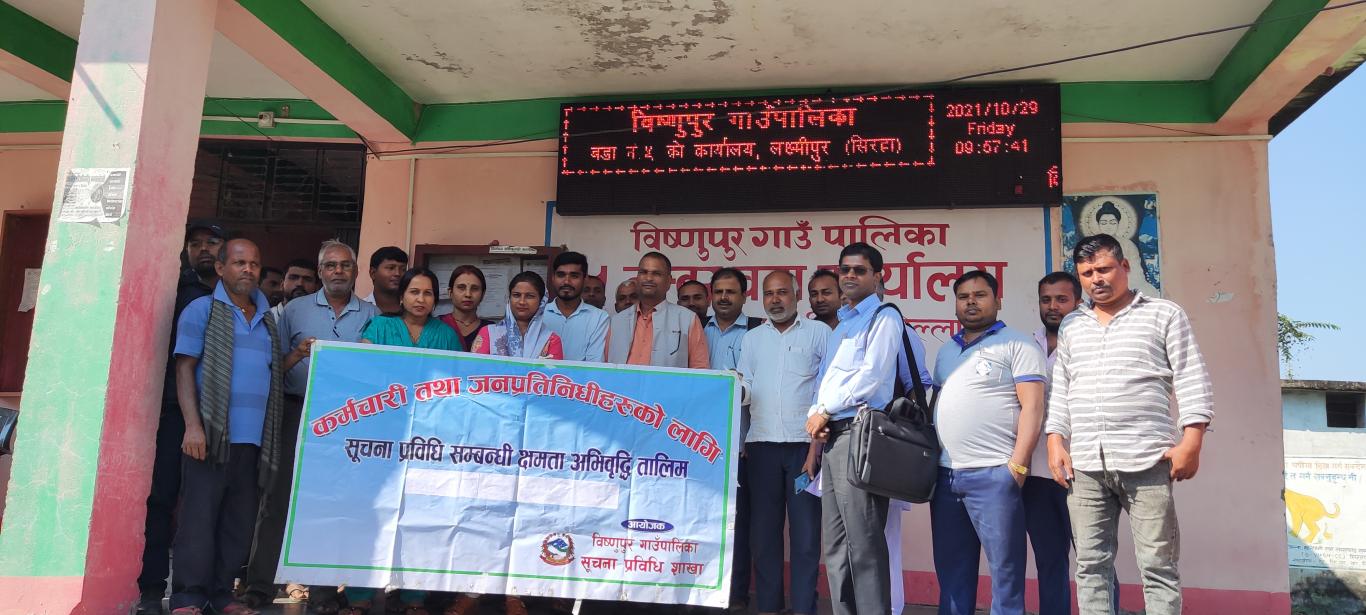 विष्णुपुर गाउँपालिका
वडा नं ५ को कार्यालय, लक्ष्मीपुर (सिरहा)
2021/10/29
Friday
09:57:41
विष्णुपुर गाउँ पालिका
कर्मचारी तथा जनप्रतिनिधीहरुको लागि
सूचना प्रविधि सम्बन्धी क्षमता अभिवृद्धि तालिम
आयोजक
विष्णुपुर गाउँपालिका
सूचना प्रविधि शाखा